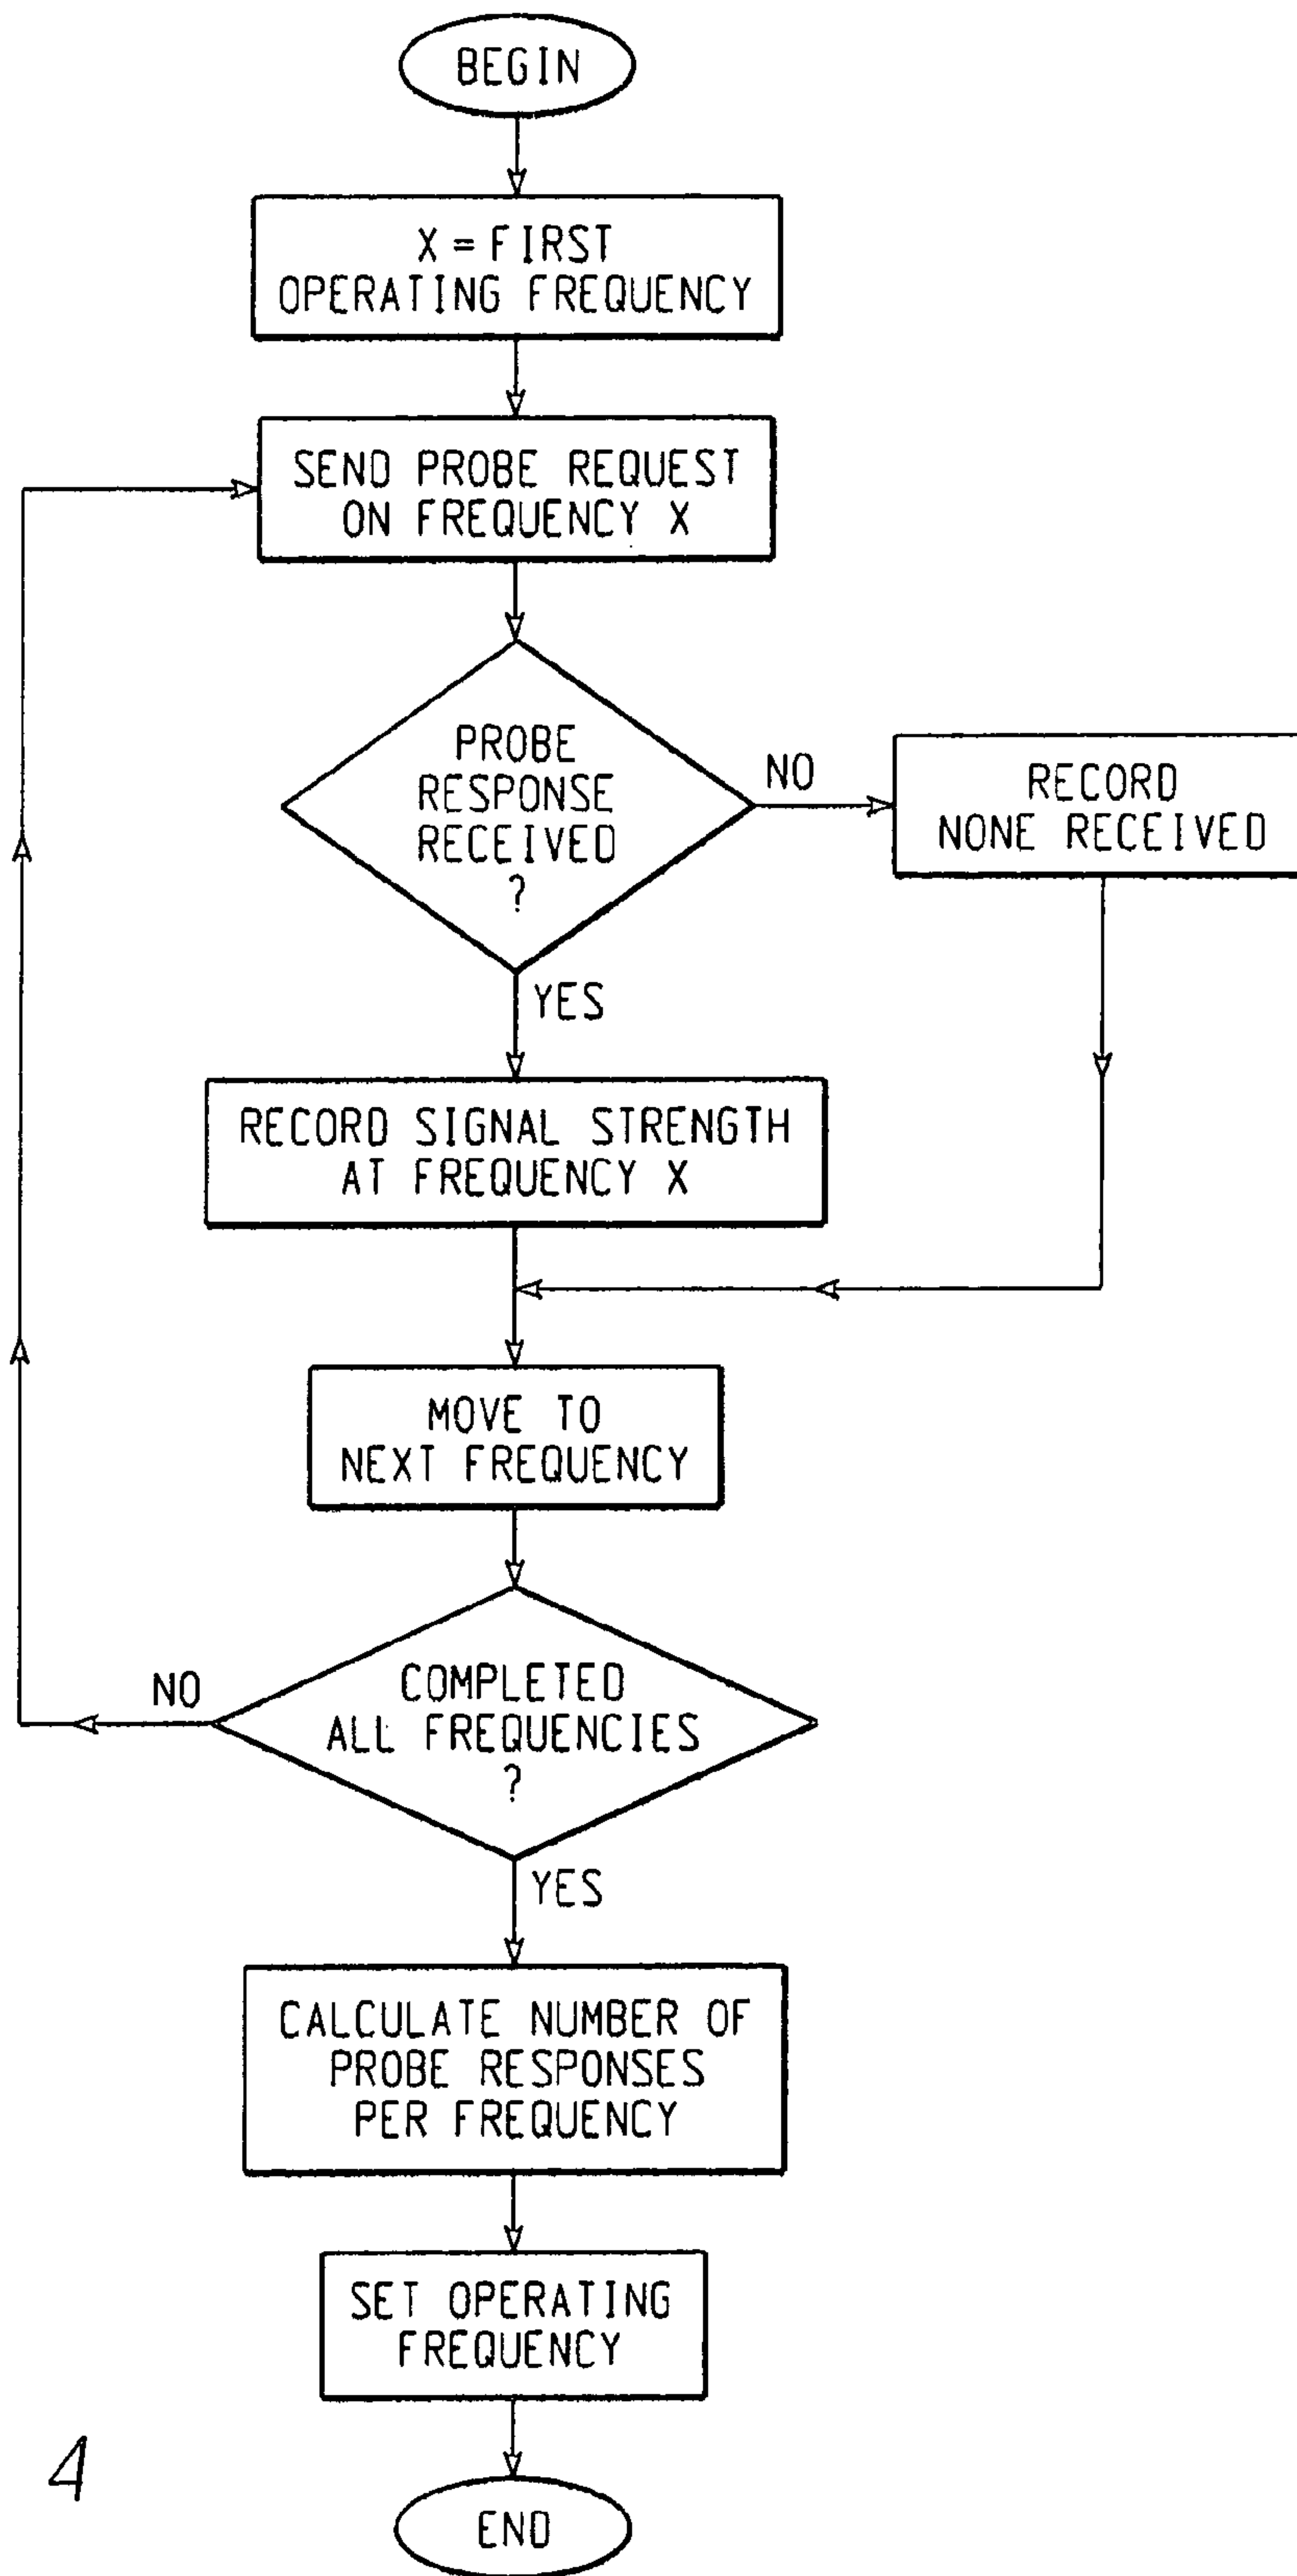 BEGIN
X = FIRST
OPERATING FREQUENCY
SEND PROBE REQUEST
ON FREQUENCY X
PROBE
RESPONSE
RECEIVED
?
NO
RECORD
NONE RECEIVED
YES
RECORD SIGNAL STRENGTH
AT FREQUENCY X
MOVE TO
NEXT FREQUENCY
COMPLETED
ALL FREQUENCIES
?
NO
YES
CALCULATE NUMBER OF
PROBE RESPONSES
PER FREQUENCY
SET OPERATING
FREQUENCY
END
4